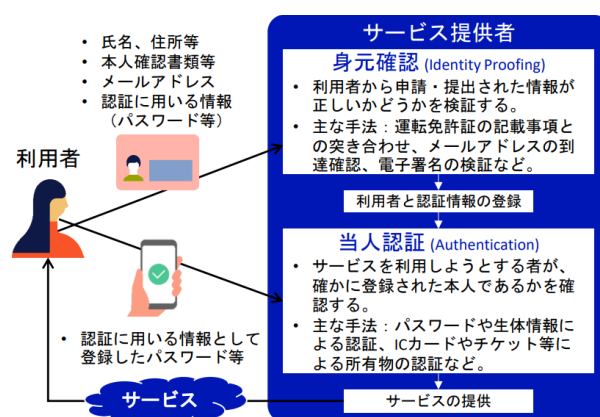 サービス提供者
• 氏名、住所等
• 本人確認書類等
• メールアドレス
• 認証に用いる情報
（パスワード等）
利用者
身元確認 (Identity Proofing)
• 利用者から申請・提出された情報が
正しいかどうかを検証する。
• 主な手法：運転免許証の記載事項と
の突き合わせ、メールアドレスの到
達確認、電子署名の検証など。
利用者と認証情報の登録
当人認証 (Authentication)
• サービスを利用しようとする者が、
確かに登録された本人であるかを確
認する。
• 主な手法：パスワードや生体情報に
よる認証、ICカードやチケット等に
よる所有物の認証など。
• 認証に用いる情報として
登録したパスワード等
サービス
サービスの提供